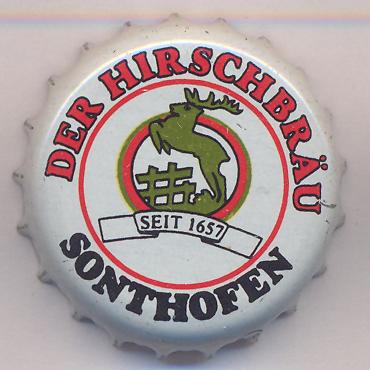 DER HIRSCHBRÄU
SEIT 1657
SONTHOFEN